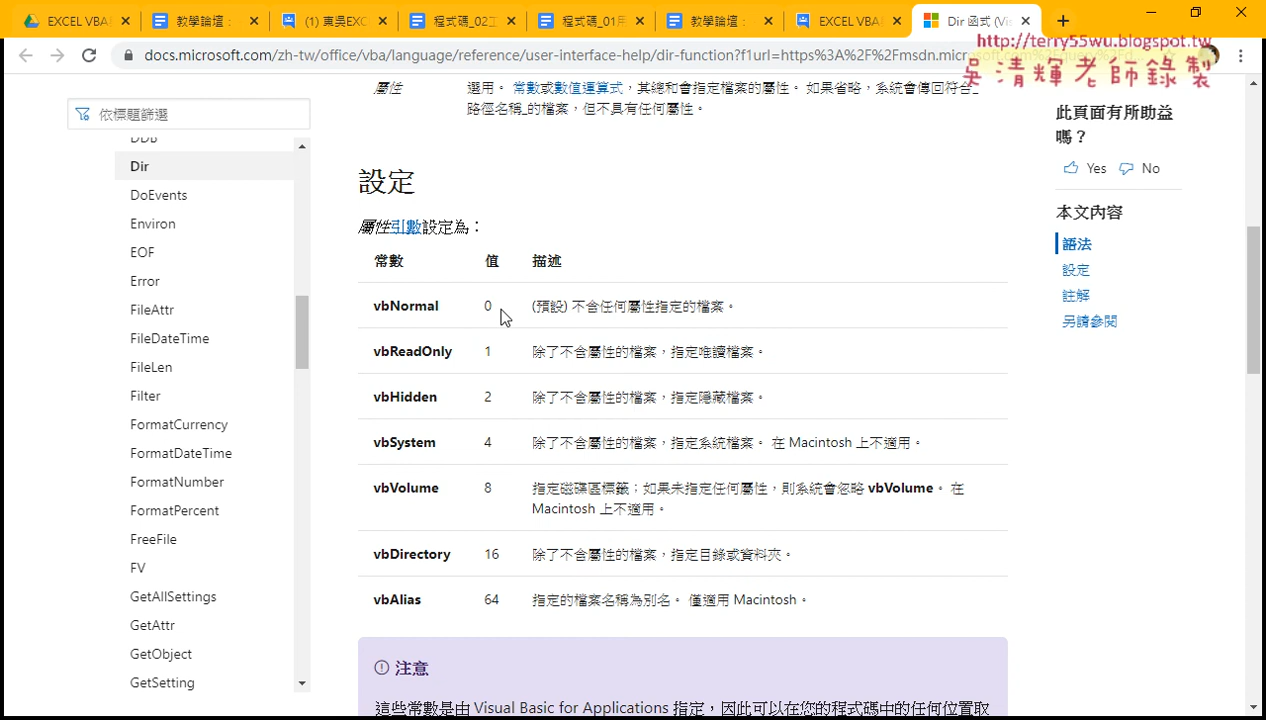 EXCEL VBA
教學論壇：
(1) 東吳EXC
程式碼_02工
程式碼_01用
教學論壇：
EXCEL VBA
Dir 函式 (Vis
docs.microsoft.com/zh-tw/office/vba/language/reference/user-interface-help/dir-function?f1url=https%3A%2F%2Fmsdn.micr
http://terry55wu.blogspot.tw
吳清輝老師錄製
依標題篩選
DDB
Dir
DoEvents
Environ
EOF
Error
FileAttr
FileDateTime
FileLen
Filter
FormatCurrency
FormatDateTime
FormatNumber
FormatPercent
FreeFile
FV
GetAllSettings
GetAttr
GetObject
GetSetting
屬性
選用。 常數或數值運算式，其總和會指定檔案的屬性。 如果省略，系統會傳回符合_
路徑名稱_的檔案，但不具有任何屬性。
設定
屬性引數設定為：
常數 值 描述
vbNormal 0 (預設) 不含任何屬性指定的檔案。
vbReadOnly 1 除了不含屬性的檔案，指定唯讀檔案。
vbHidden 2 除了不含屬性的檔案，指定隱藏檔案。
vbSystem 4 除了不含屬性的檔案，指定系統檔案。 在 Macintosh 上不適用。
vbVolume 8 指定磁碟區標籤；如果未指定任何屬性，則系統會忽略 vbVolume。 在
Macintosh 上不適用。
vbDirectory 16 除了不含屬性的檔案，指定目錄或資料夾。
vbAlias 64 指定的檔案名稱為別名。 僅適用 Macintosh。
注意
這些常數是由 Visual Basic for Applications 指定，因此可以在您的程式碼中的任何位置取
此頁面有所助益
嗎？
Yes No
本文內容
語法
設定
註解
另請參閱